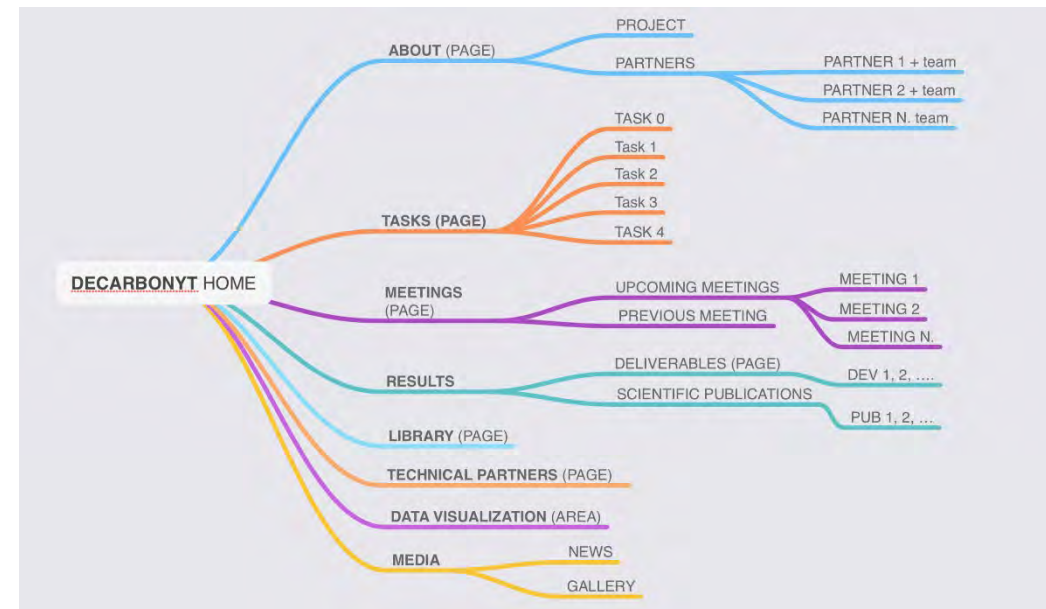 DECARBONYT HOME
ABOUT (PAGE)
PROJECT
PARTNERS
PARTNER 1 + team
PARTNER 2 + team
PARTNER N. team
TASKS (PAGE)
TASK 0
Task 1
Task 2
Task 3
TASK 4
MEETINGS
(PAGE)
UPCOMING MEETINGS
MEETING 1
MEETING 2
MEETING N.
PREVIOUS MEETING
RESULTS
DELIVERABLES (PAGE)
DEV 1, 2, ....
SCIENTIFIC PUBLICATIONS
PUB 1, 2, ...
LIBRARY (PAGE)
TECHNICAL PARTNERS (PAGE)
DATA VISUALIZATION (AREA)
MEDIA
NEWS
GALLERY